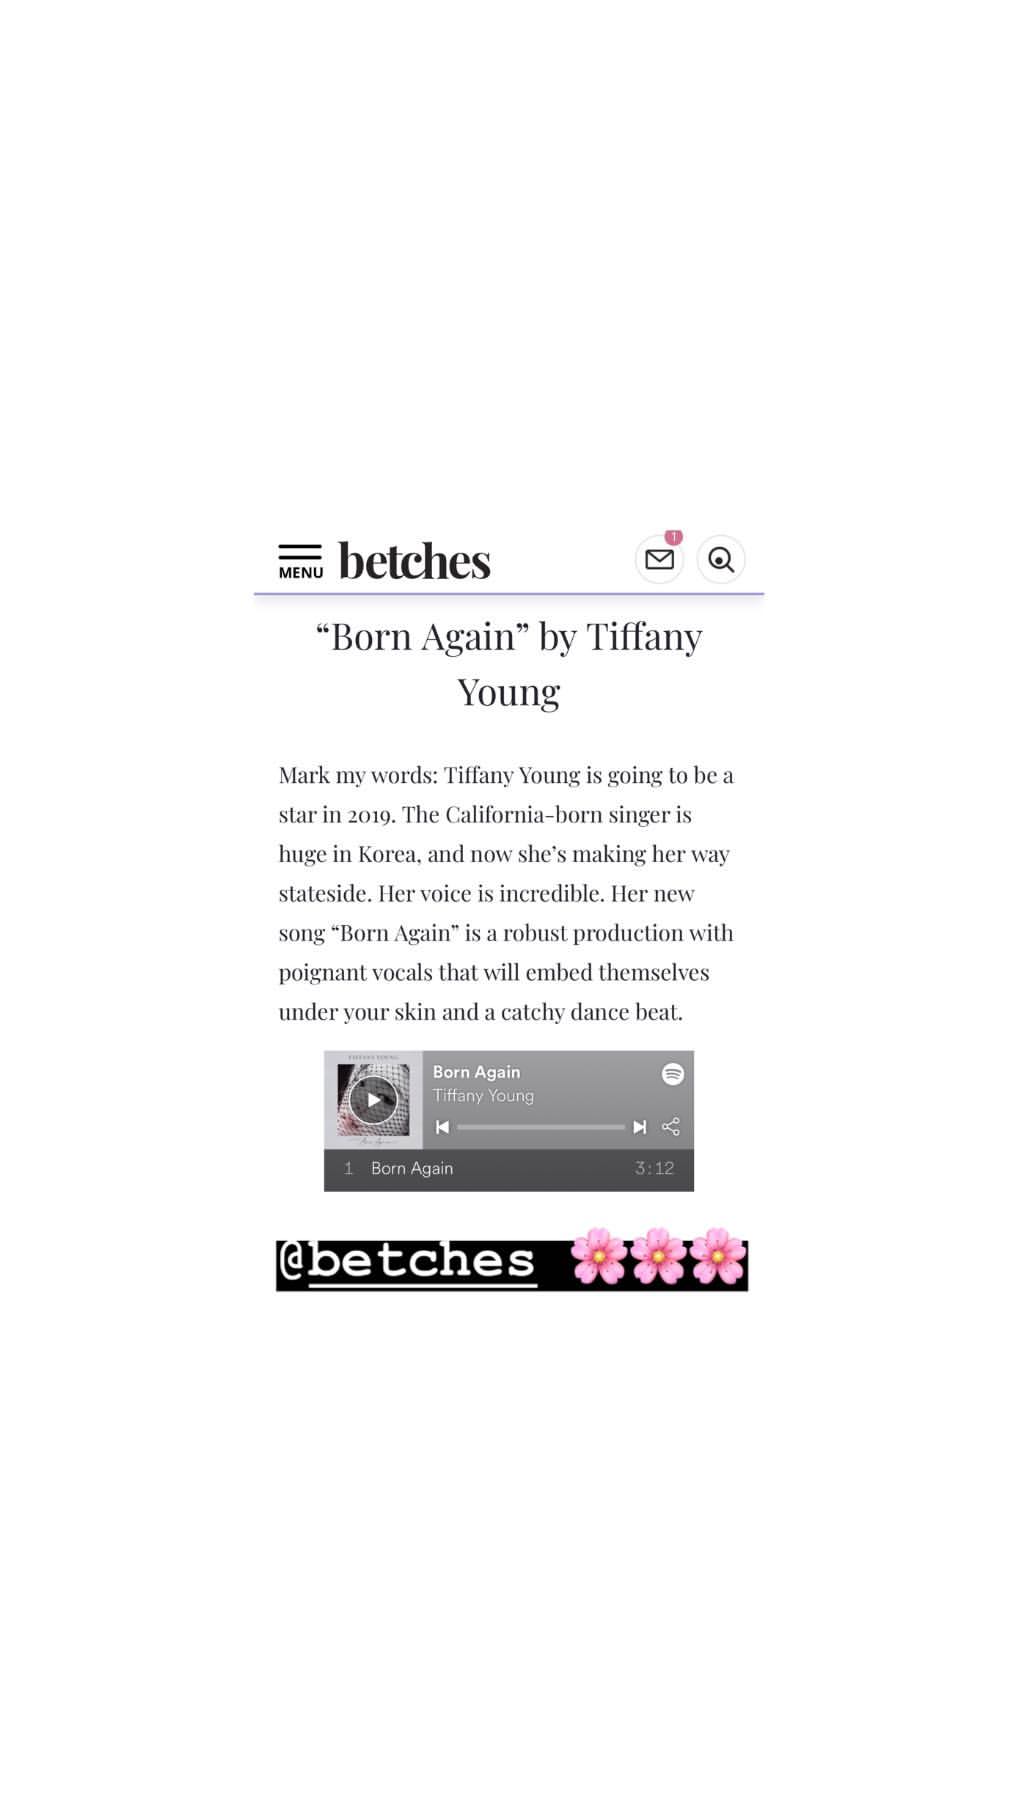 1
MENU betches
“Born Again” by Tiffany
Young
Mark my words: Tiffany Young is going to be a
star in 2019. The California-born singer is
huge in Korea, and now she’s making her way
stateside. Her voice is incredible. Her new
song “Born Again” is a robust production with
poignant vocals that will embed themselves
under your skin and a catchy dance beat.
TIFFANY YOUNG
Born Again
Tiffany Young
Born Again
1 Born Again 3:12
@betches 🌸🌸🌸